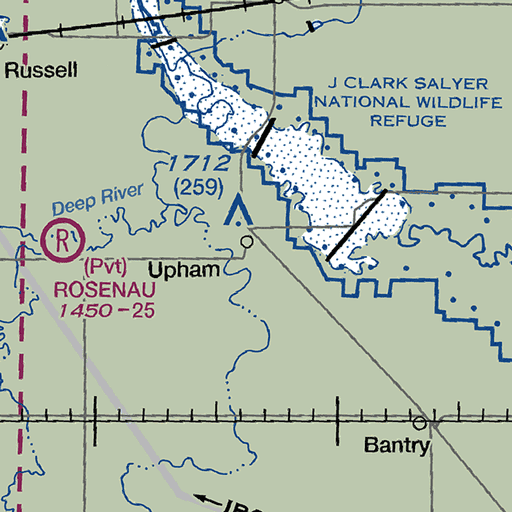 Russell
J CLARK SALYER
NATIONAL WILDLIFE
REFUGE
1712
(259)
Deep River
R
(Pvt)
ROSENAU
1450-25
Upham
Bantry